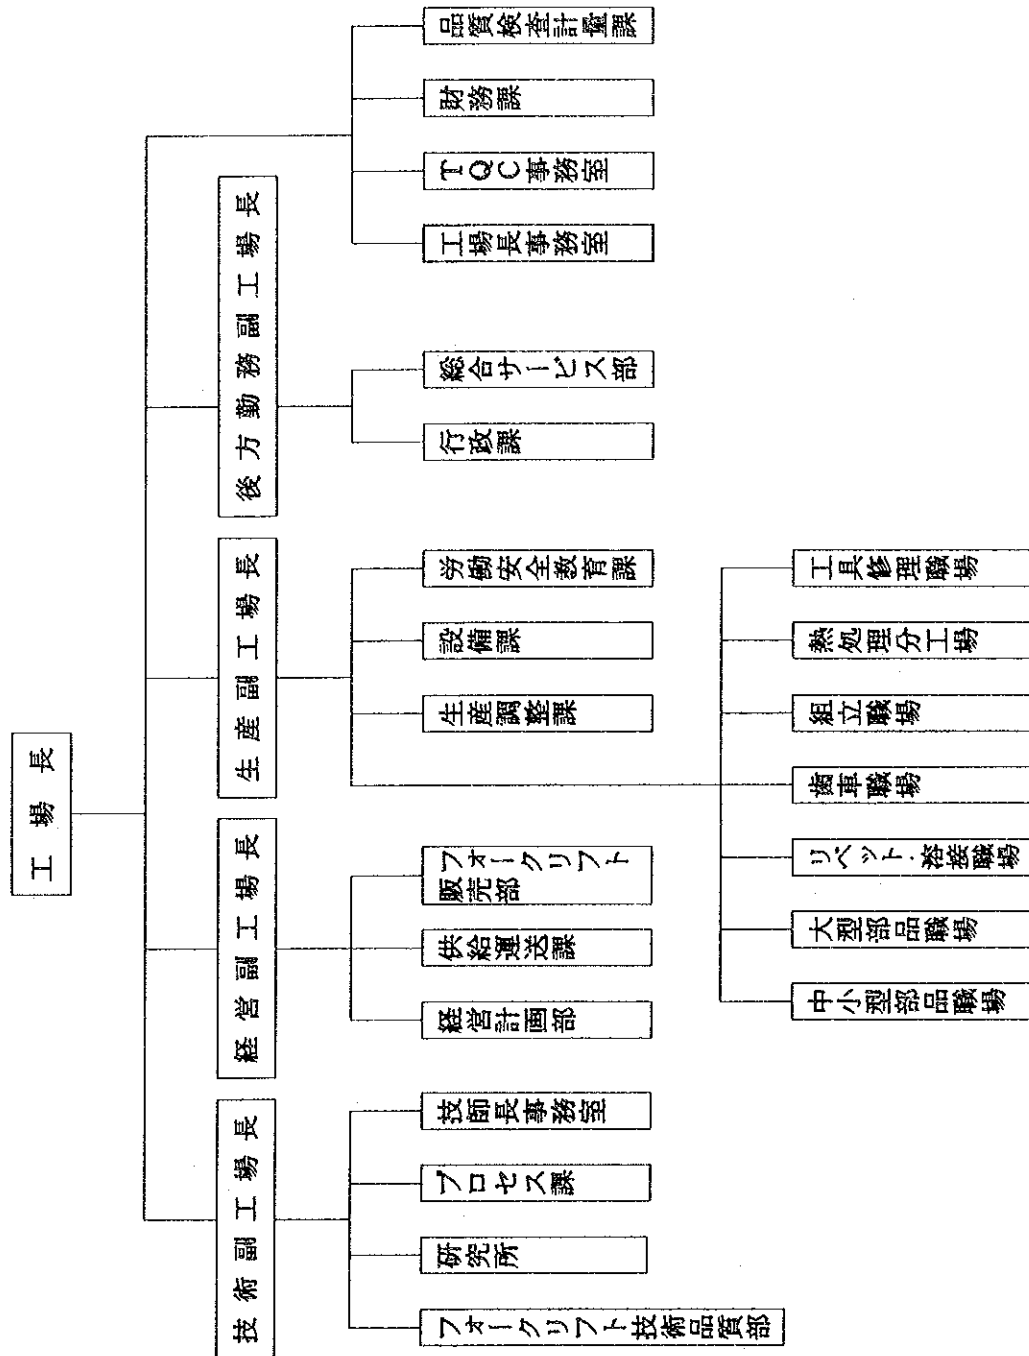 工場長
技術副工場長
経営副工場長
生産副工場長
後方勤務副工場長
フォークリフト技術品質部
研究所
プロセス課
技師長事務室
経営計画部
供給運送課
フォークリフト
販売部
生産調整課
設備課
労働安全教育課
行政課
総合サービス部
工場長事務室
TQC事務室
財務課
品質検査計量課
中小型部品職場
大型部品職場
リベット・溶接職場
歯車職場
組立職場
熱処理分工場
工具修理職場